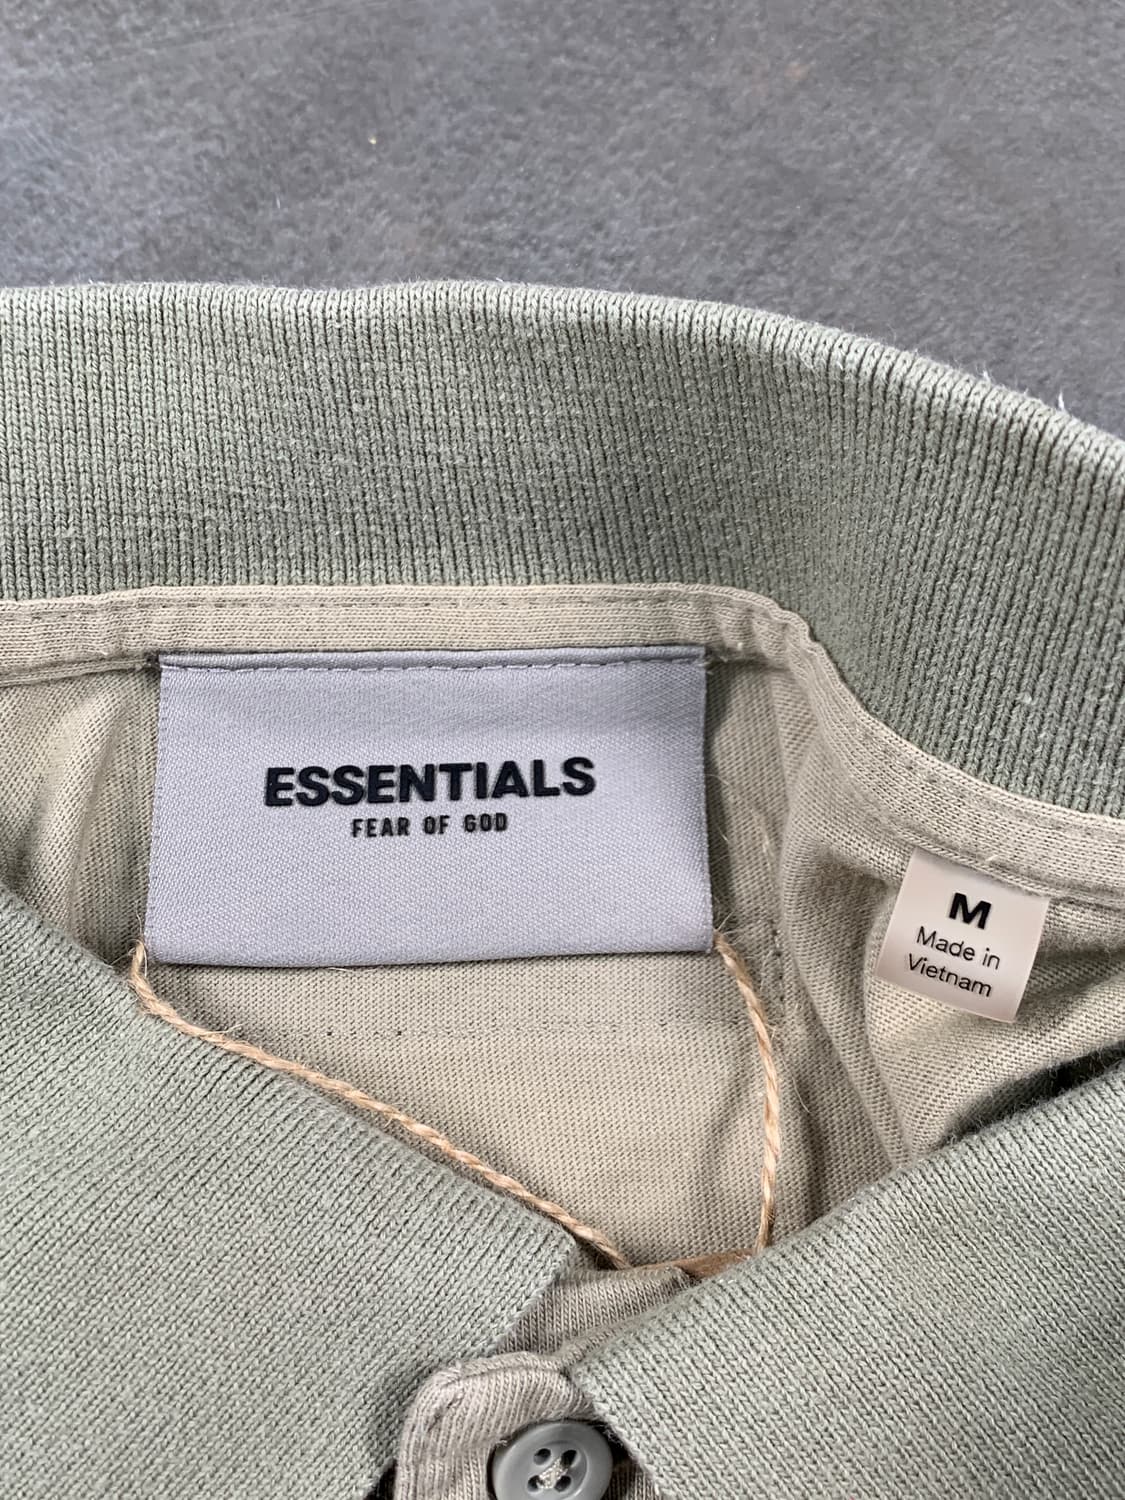 ESSENTIALS
FEAR OF GOD
M
Made in
Vietnam